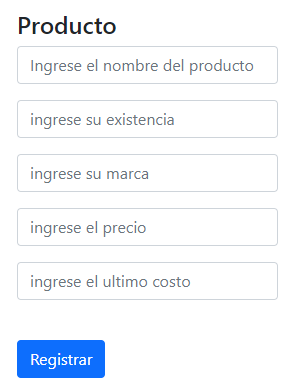 Producto
Ingrese el nombre del producto
ingrese su existencia
ingrese su marca
ingrese el precio
ingrese el ultimo costo
Registrar